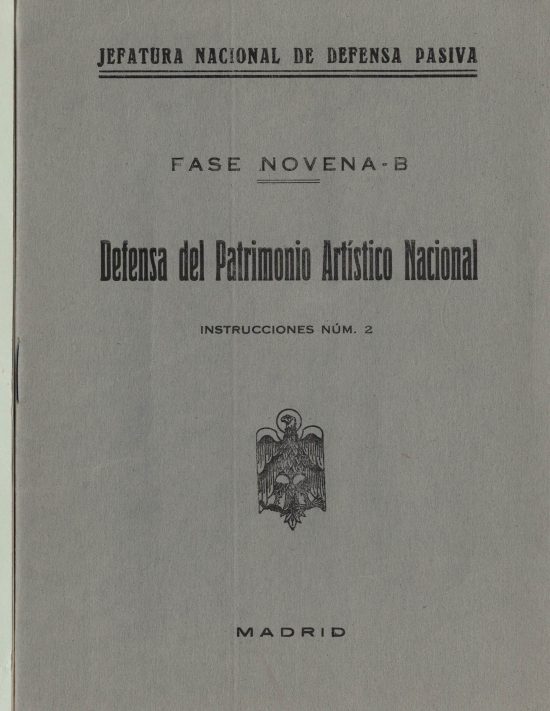 JEFATURA NACIONAL DE DEFENSA PASIVA
FASE NOVENA-B
Defensa del Patrimonio Artístico Nacional
INSTRUCCIONES NÚM. 2
MADRID